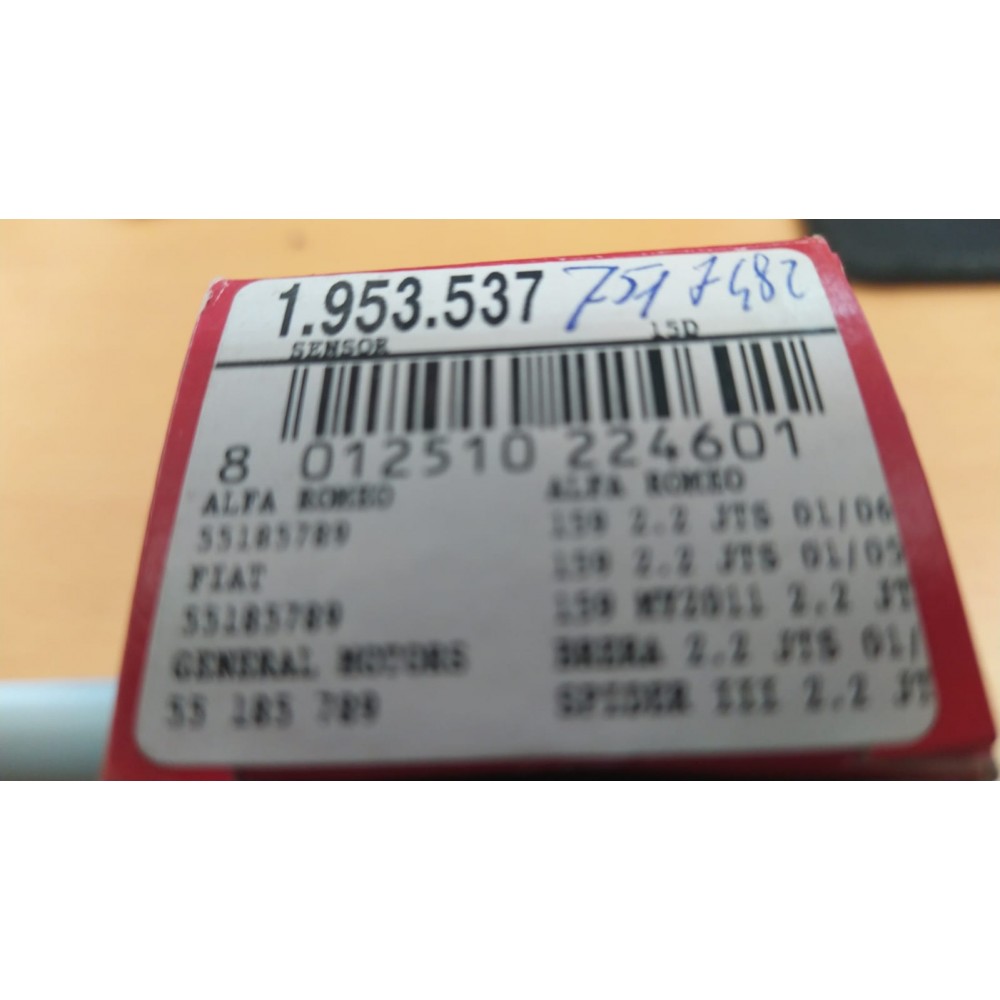 1.953.537 751 7482
SENSOR 15D
8 012510 224601
ALFA ROMEO
55185789
FIAT
55185789
GENERAL MOTORS
55 185 789
ALFA ROMEO
159 2.2 JTS 01/06
159 2.2 JTS 01/05
159 MY2011 2.2 JT
BRERA 2.2 JTS 01/
SPIDER III 2.2 JT